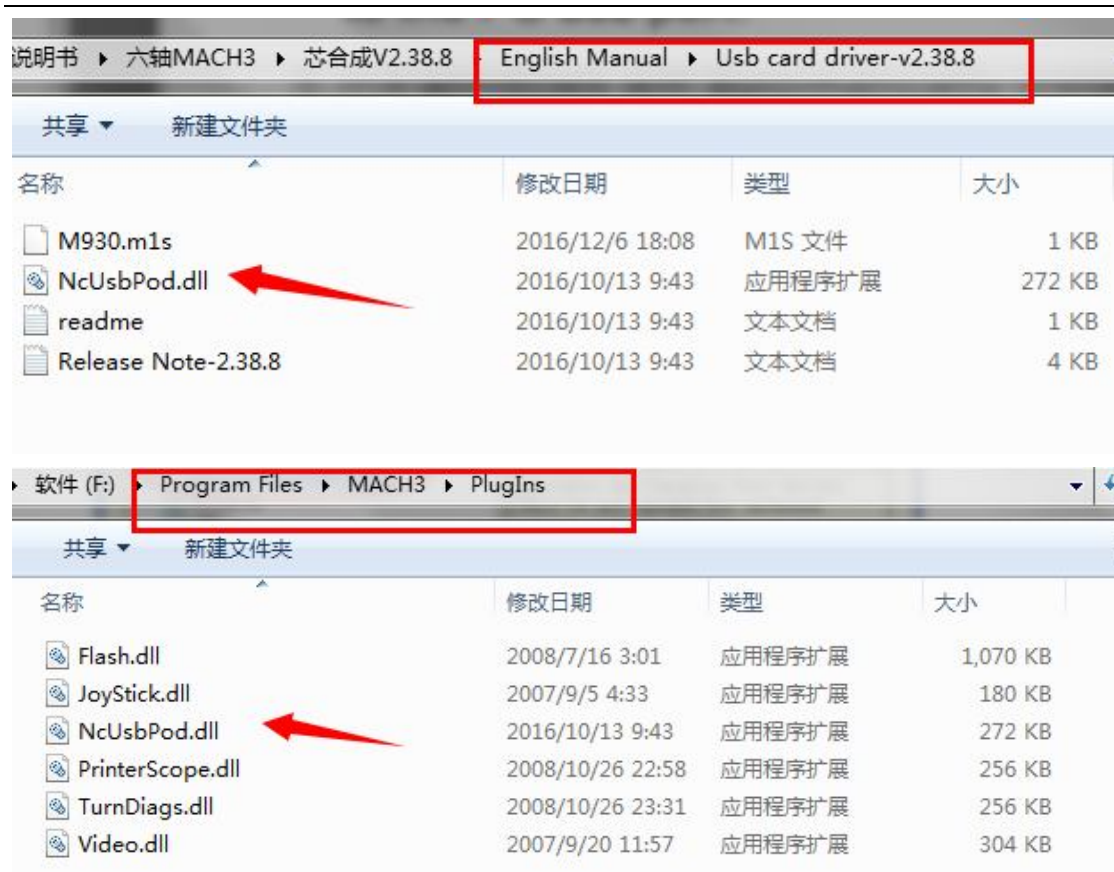 说明书 ▸ 六轴MACH3 ▸ 芯合成V2.38.8 ▸ English Manual ▸ Usb card driver-v2.38.8
共享 ▼ 新建文件夹
名称 修改日期 类型 大小
M930.m1s 2016/12/6 18:08 M1S 文件 1 KB
NcUsbPod.dll 2016/10/13 9:43 应用程序扩展 272 KB
readme 2016/10/13 9:43 文本文档 1 KB
Release Note-2.38.8 2016/10/13 9:43 文本文档 4 KB
软件 (F:) ▸ Program Files ▸ MACH3 ▸ PlugIns
共享 ▼ 新建文件夹
名称 修改日期 类型 大小
Flash.dll 2008/7/16 3:01 应用程序扩展 1,070 KB
JoyStick.dll 2007/9/5 4:33 应用程序扩展 180 KB
NcUsbPod.dll 2016/10/13 9:43 应用程序扩展 272 KB
PrinterScope.dll 2008/10/26 22:58 应用程序扩展 256 KB
TurnDiags.dll 2008/10/26 23:31 应用程序扩展 256 KB
Video.dll 2007/9/20 11:57 应用程序扩展 304 KB